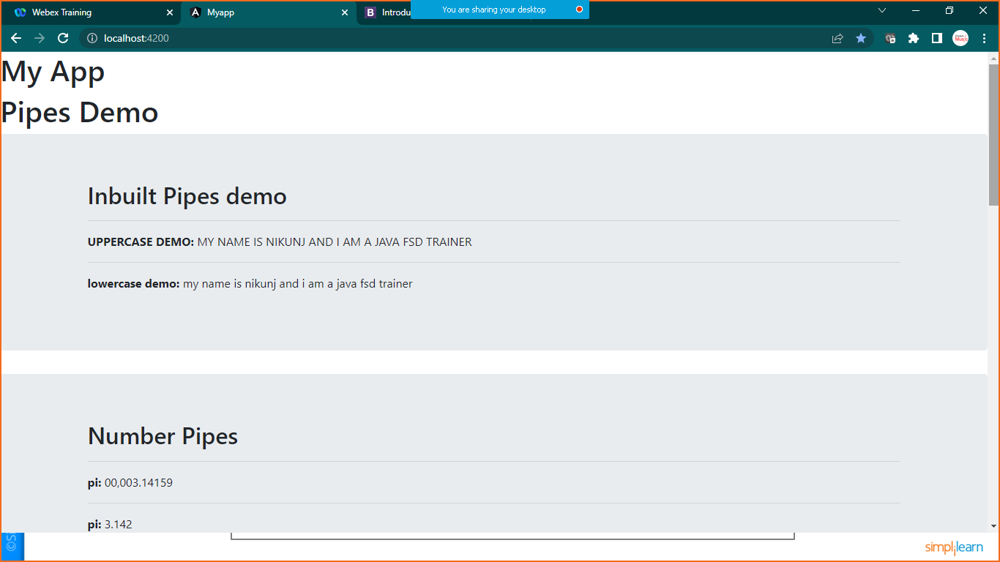 Webex Training
Myapp
Introdu
You are sharing your desktop
localhost:4200
My App
Pipes Demo
Inbuilt Pipes demo
UPPERCASE DEMO: MY NAME IS NIKUNJ AND I AM A JAVA FSD TRAINER
lowercase demo: my name is nikunj and i am a java fsd trainer
Number Pipes
pi: 00,003.14159
pi: 3.142
©S
simplilearn